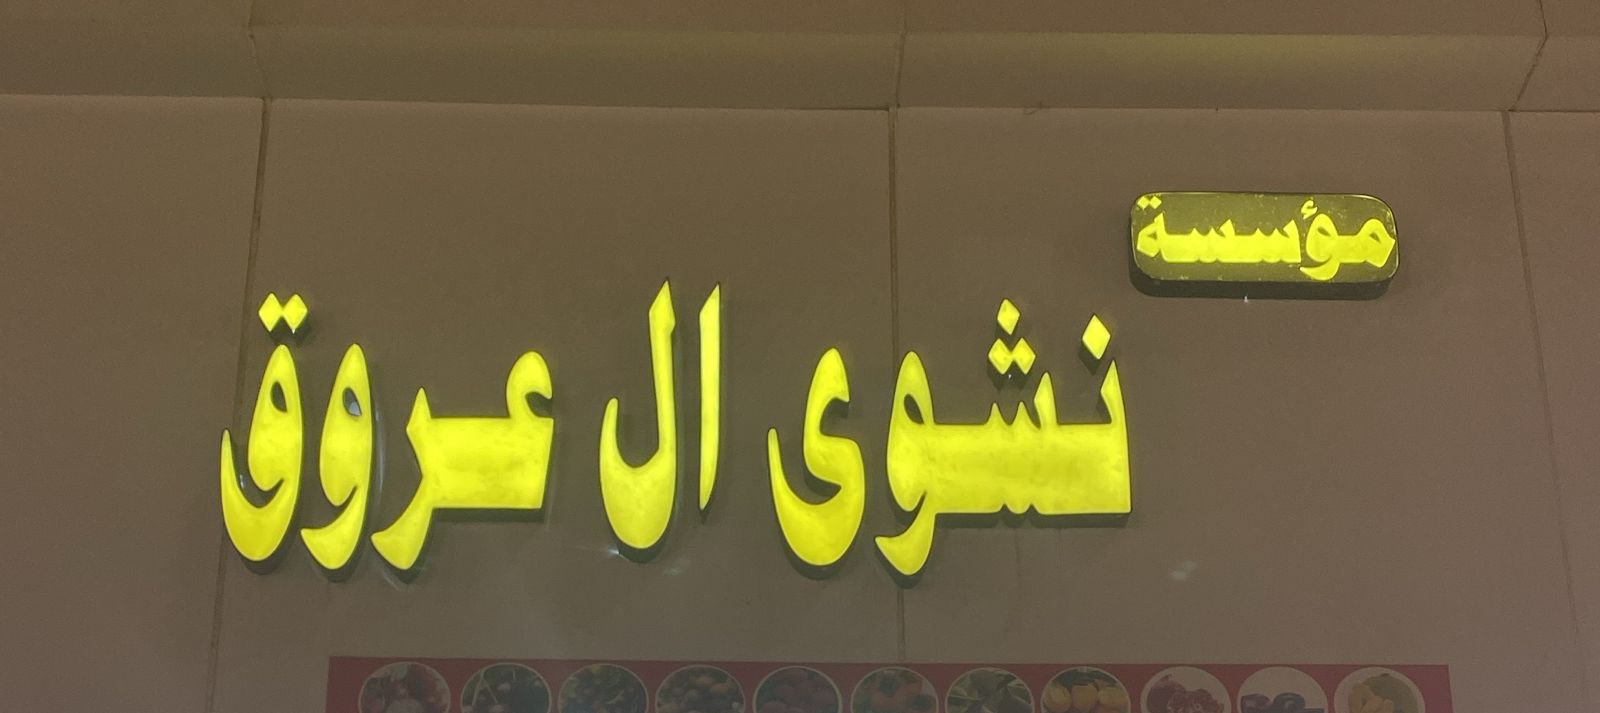 مؤسسة
نشوى ال عروق